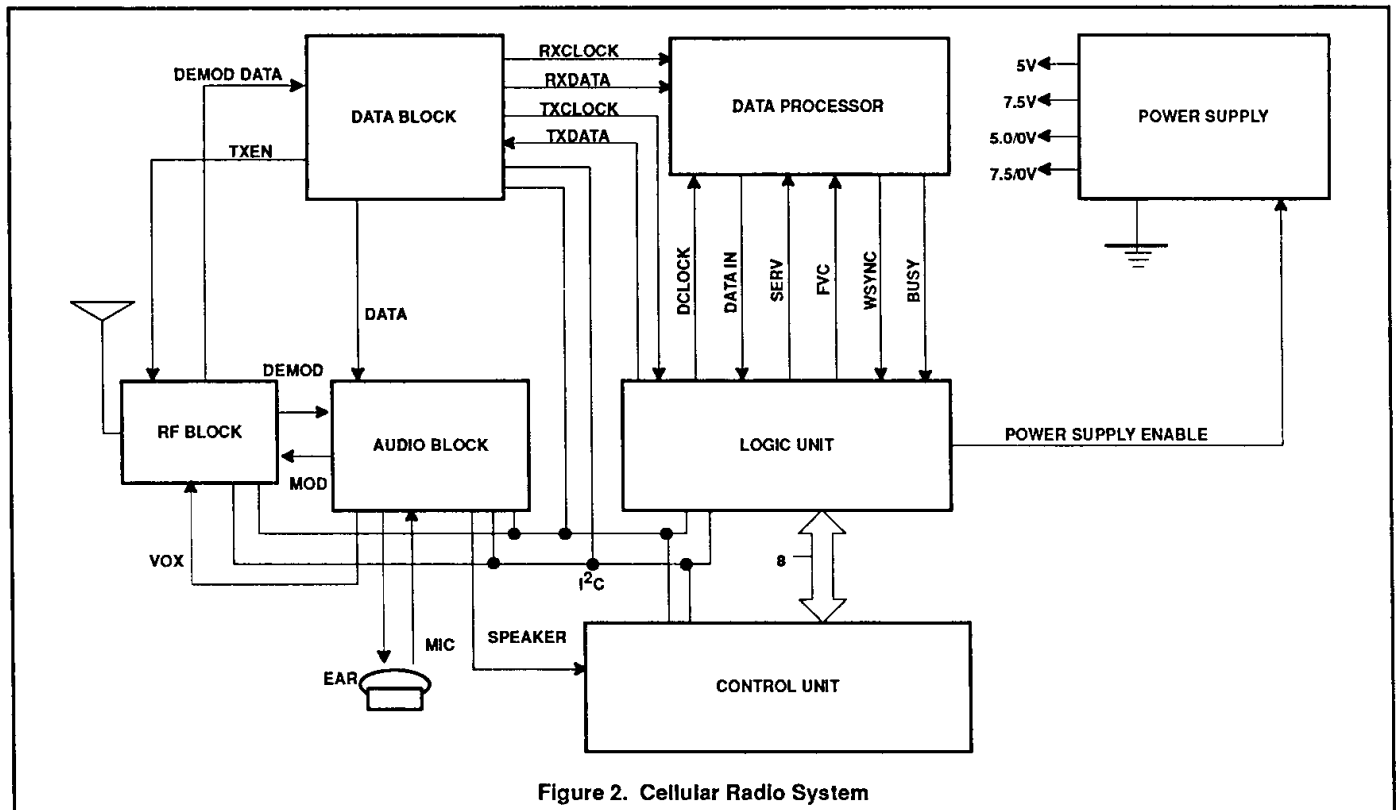 RXCLOCK
RXDATA
TXCLOCK
TXDATA
DEMOD DATA
TXEN
DATA BLOCK
DATA PROCESSOR
POWER SUPPLY
5V
7.5V
5.0/0V
7.5/0V
DATA
DCLOCK
DATA IN
SERV
FVC
WSYNC
BUSY
DEMOD
MOD
RF BLOCK
AUDIO BLOCK
LOGIC UNIT
POWER SUPPLY ENABLE
VOX
I²C
8
EAR
MIC
SPEAKER
CONTROL UNIT
Figure 2. Cellular Radio System